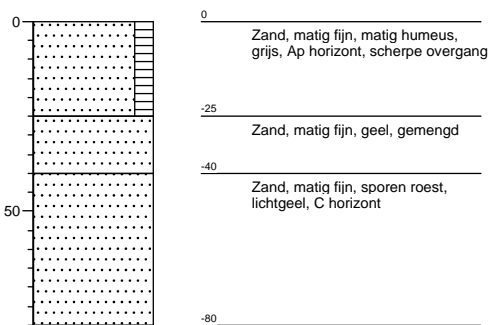 0
0
Zand, matig fijn, matig humeus,
grijs, Ap horizont, scherpe overgang
-25
Zand, matig fijn, geel, gemengd
-40
Zand, matig fijn, sporen roest,
lichtgeel, C horizont
50
-80